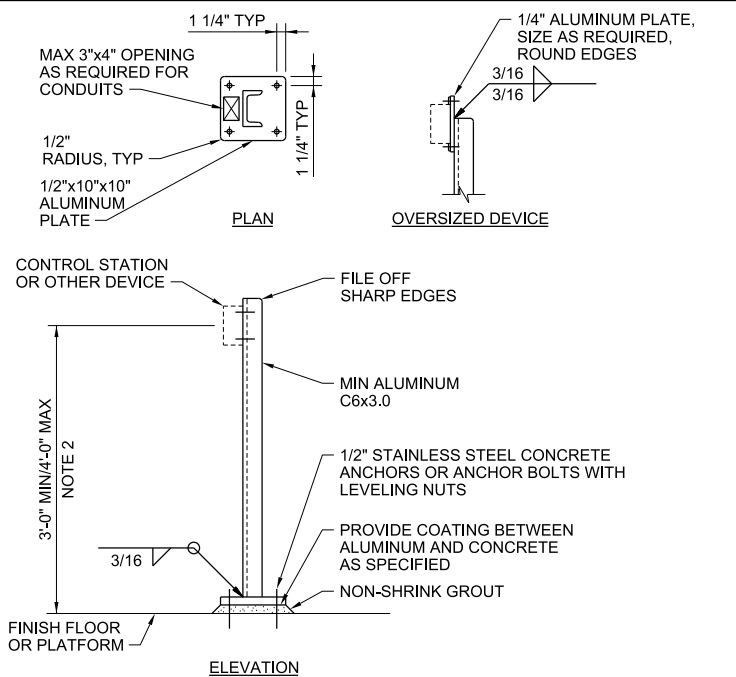 1 1/4" TYP
MAX 3"x4" OPENING
AS REQUIRED FOR
CONDUITS
1/2"
RADIUS, TYP
1/2"x10"x10"
ALUMINUM
PLATE
1 1/4" TYP
PLAN
1/4" ALUMINUM PLATE,
SIZE AS REQUIRED,
ROUND EDGES
3/16
3/16
OVERSIZED DEVICE
CONTROL STATION
OR OTHER DEVICE
FILE OFF
SHARP EDGES
MIN ALUMINUM
C6x3.0
3'-0" MIN/4'-0" MAX
NOTE 2
1/2" STAINLESS STEEL CONCRETE
ANCHORS OR ANCHOR BOLTS WITH
LEVELING NUTS
3/16
PROVIDE COATING BETWEEN
ALUMINUM AND CONCRETE
AS SPECIFIED
NON-SHRINK GROUT
FINISH FLOOR
OR PLATFORM
ELEVATION